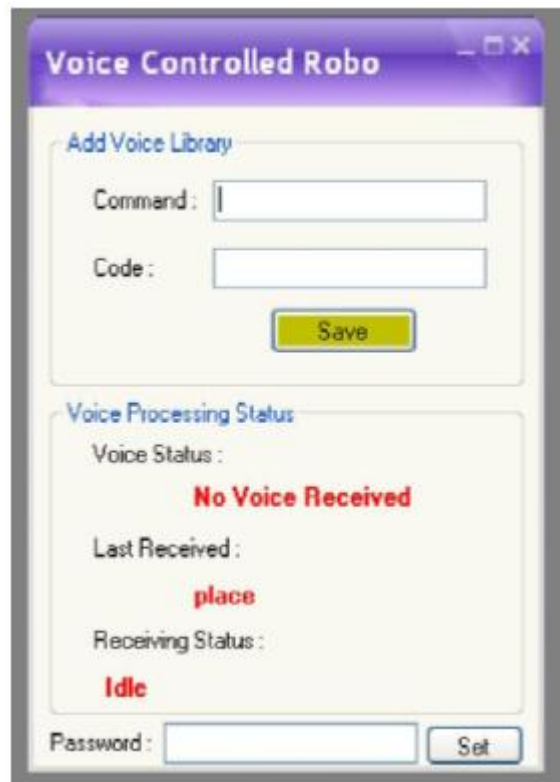 Voice Controlled Robo
Add Voice Library
Command :
Code :
Save
Voice Processing Status
Voice Status :
No Voice Received
Last Received :
place
Receiving Status :
Idle
Password : Set